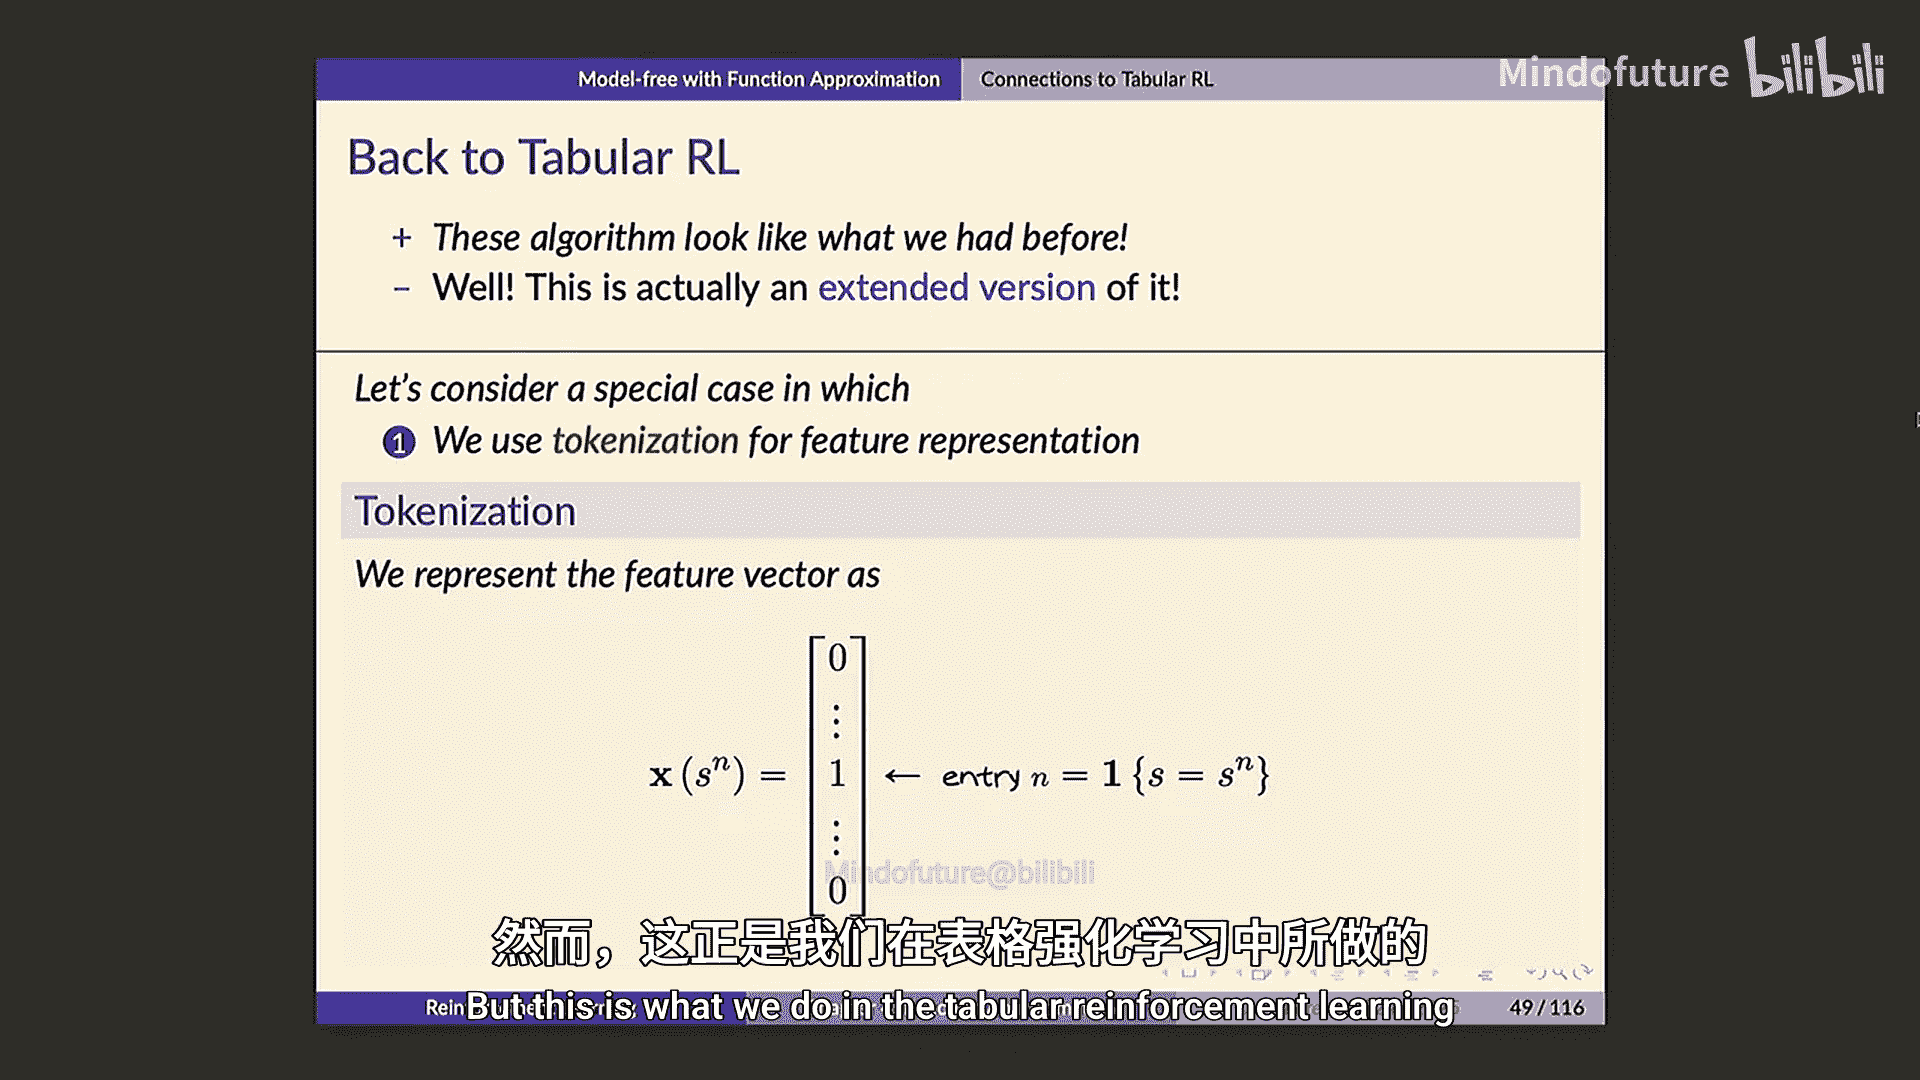 Model-free with Function Approximation
Connections to Tabular RL
Mindofuture bilibili
Back to Tabular RL
+ These algorithm look like what we had before!
– Well! This is actually an extended version of it!
Let's consider a special case in which
1 We use tokenization for feature representation
Tokenization
We represent the feature vector as
0
⋮
x (sⁿ) = 1 ← entry n = 1 {s = sⁿ}
⋮
Mindofuture@bilibili
0
然而，这正是我们在表格强化学习中所做的
But this is what we do in the tabular reinforcement learning
49 / 116